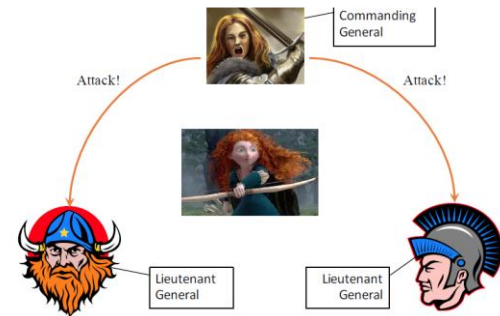 Commanding
General
Attack!
Attack!
Lieutenant
General
Lieutenant
General